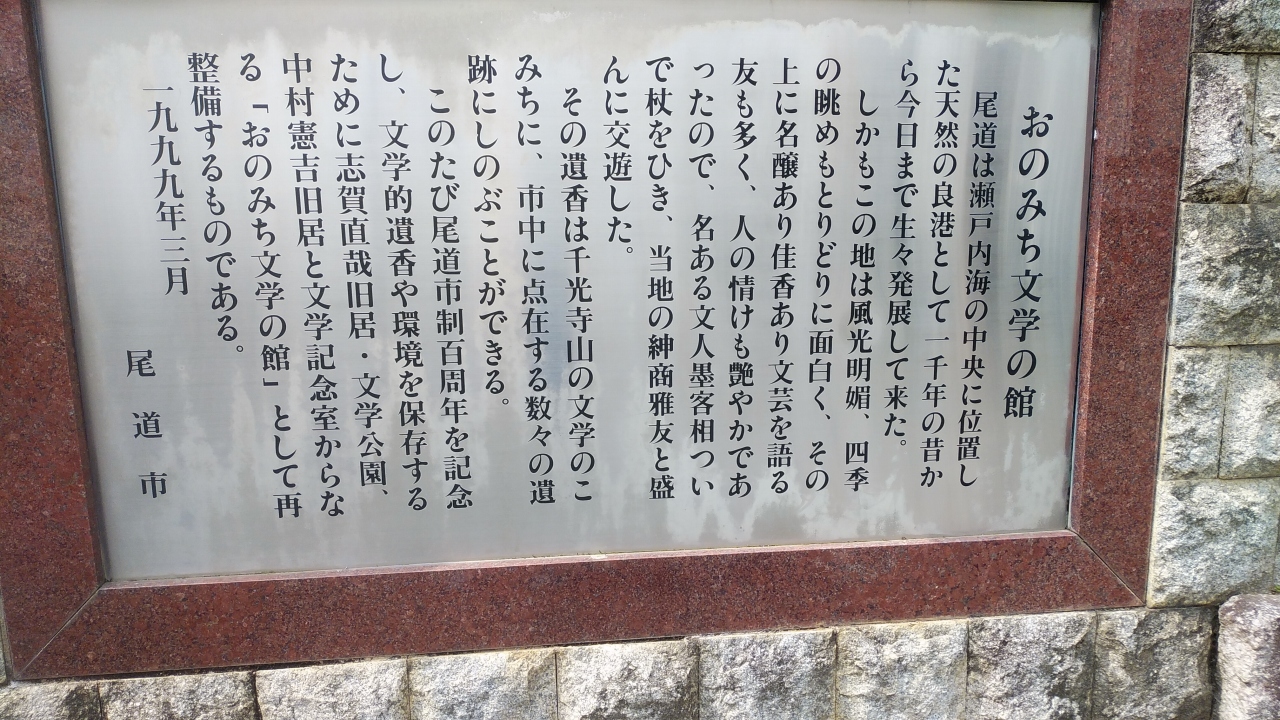 おのみち文学の館
尾道は瀬戸内海の中央に位置し
た天然の良港として一千年の昔か
ら今日まで生々発展して来た。
しかもこの地は風光明媚、四季
の眺めもとりどりに面白く、その
上に名醸あり佳香あり文芸を語る
友も多く、人の情けも艶やかであ
ったので、名ある文人墨客相つい
で杖をひき、当地の紳商雅友と盛
んに交遊した。
その遺香は千光寺山の文学のこ
みちに、市中に点在する数々の遺
跡にしのぶことができる。
このたび尾道市制百周年を記念
し、文学的遺香や環境を保存する
ために志賀直哉旧居・文学公園、
中村憲吉旧居と文学記念室からな
る「おのみち文学の館」として再
整備するものである。
一九九九年三月
尾道市